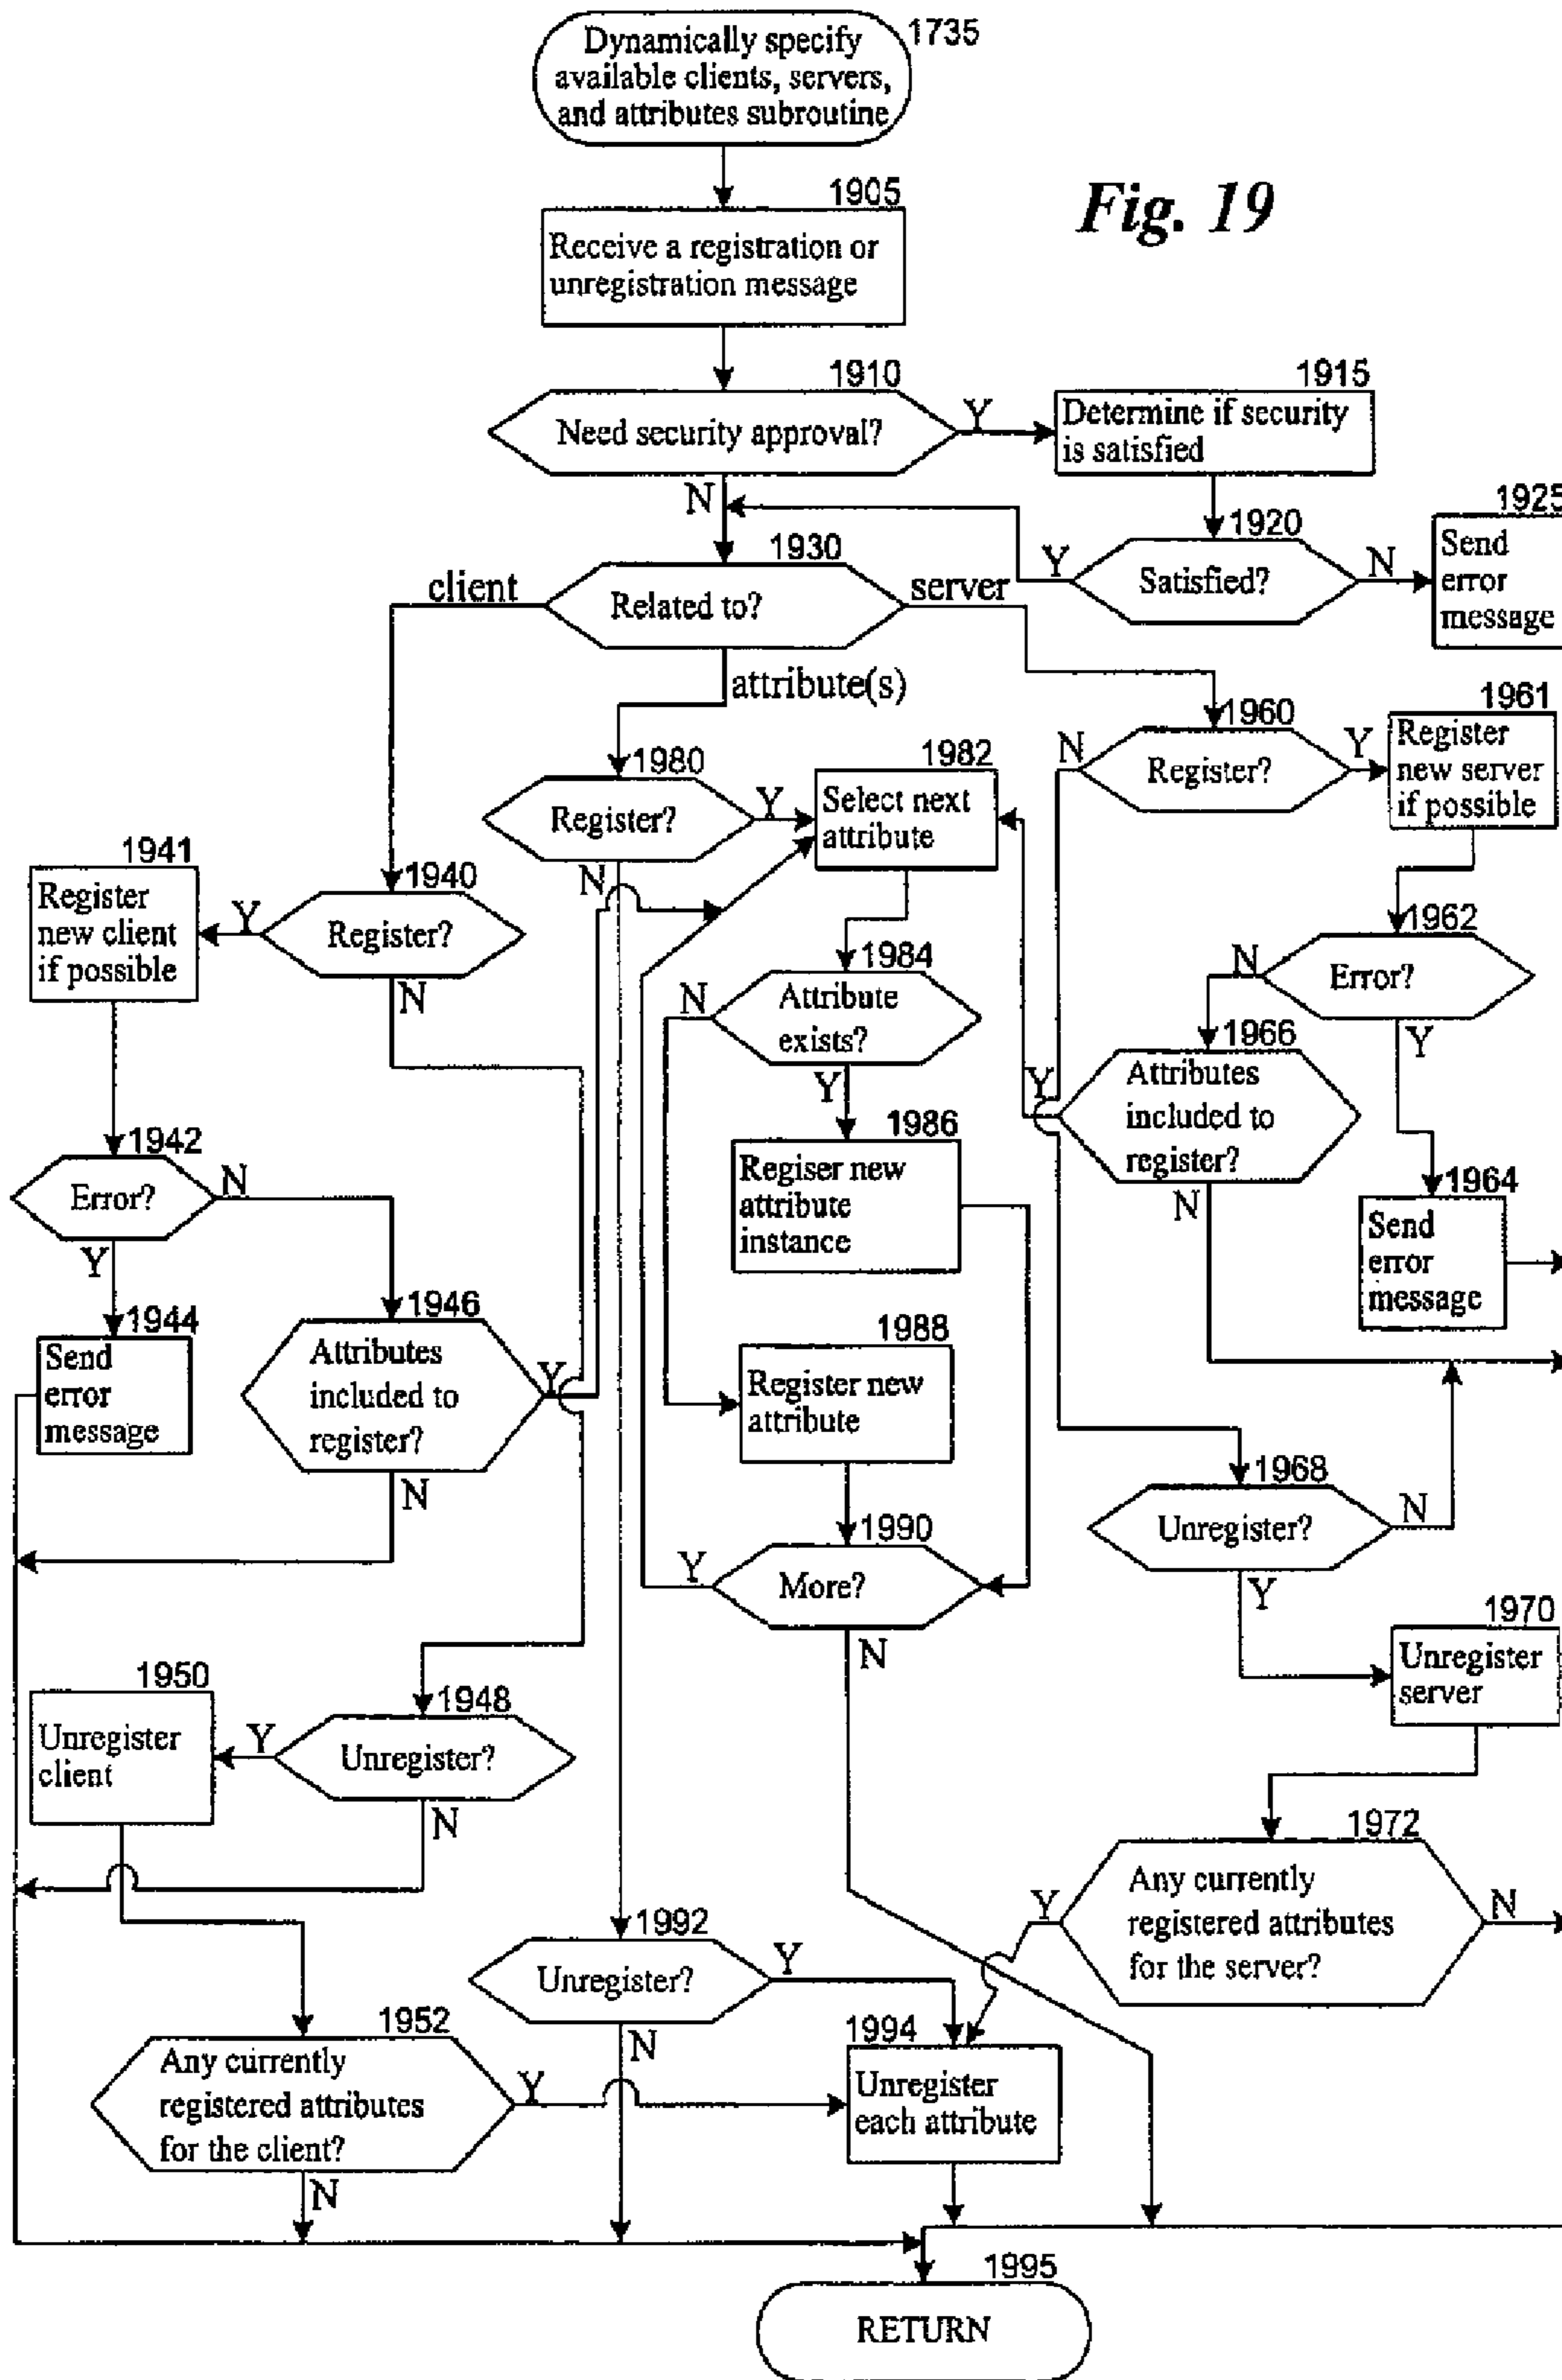 Dynamically specify
available clients, servers,
and attributes subroutine
1735
Fig. 19
1905
Receive a registration or
unregistration message
1910
Need security approval?
Y
N
1915
Determine if security
is satisfied
1920
Satisfied?
Y
N
1925
Send
error
message
1930
Related to?
client
server
attribute(s)
1960
Register?
N
Y
1961
Register
new server
if possible
1980
Register?
Y
N
1982
Select next
attribute
1941
Register
new client
if possible
1940
Register?
Y
N
1962
Error?
N
Y
1984
Attribute
exists?
N
Y
1966
Attributes
included to
register?
Y
N
1942
Error?
N
Y
1986
Regiser new
attribute
instance
1964
Send
error
message
1944
Send
error
message
1946
Attributes
included to
register?
Y
N
1988
Register new
attribute
1968
Unregister?
N
Y
1990
More?
Y
N
1970
Unregister
server
1950
Unregister
client
1948
Unregister?
Y
N
1972
Any currently
registered attributes
for the server?
Y
N
1992
Unregister?
Y
N
1952
Any currently
registered attributes
for the client?
Y
N
1994
Unregister
each attribute
1995
RETURN